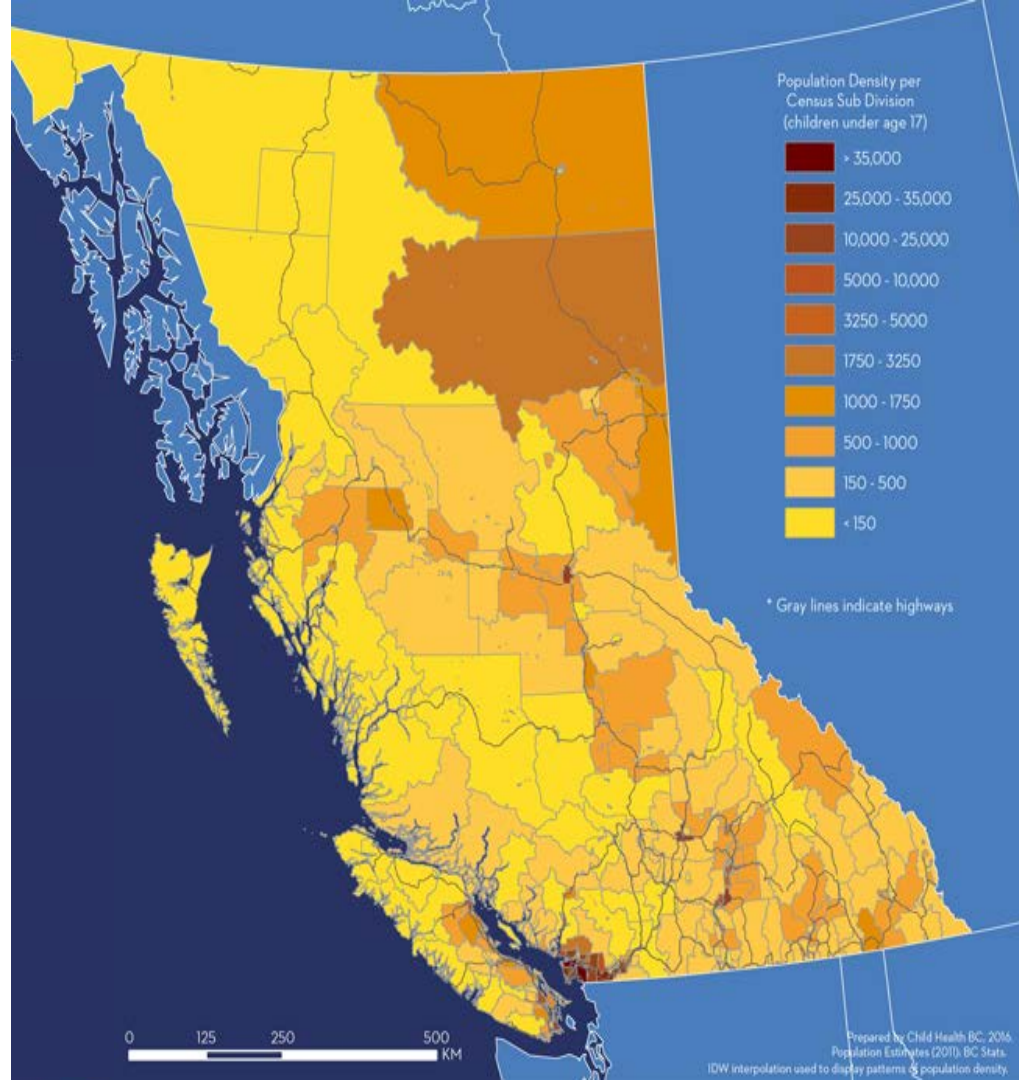 Population Density per
Census Sub Division
(children under age 17)
> 35,000
25,000 - 35,000
10,000 - 25,000
5000 - 10,000
3250 - 5000
1750 - 3250
1000 - 1750
500 - 1000
150 - 500
< 150
* Gray lines indicate highways
0 125 250 500
KM
Prepared by Child Health BC, 2016.
Population Estimates (2011): BC Stats.
IDW interpolation used to display patterns of population density.